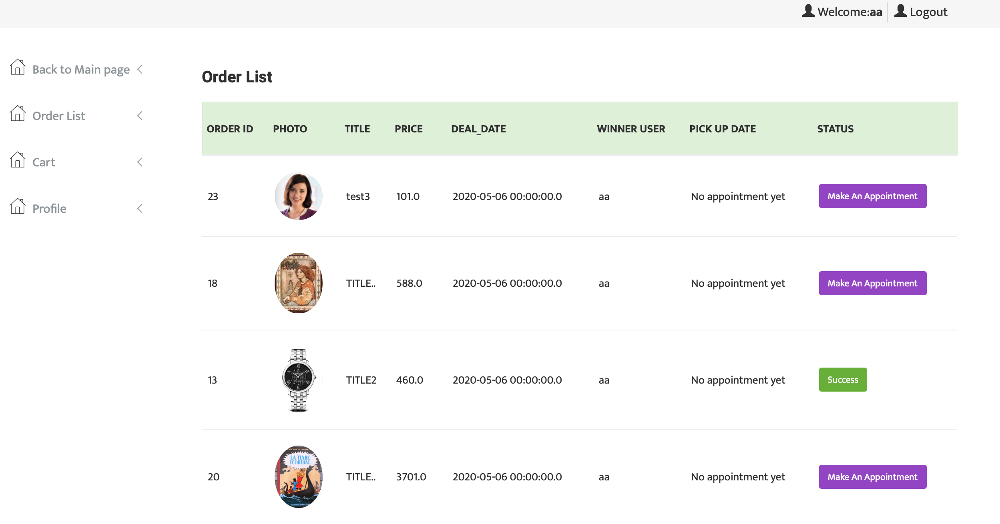 Welcome:aa Logout
Back to Main page
Order List
Cart
Profile
Order List
ORDER ID PHOTO TITLE PRICE DEAL_DATE WINNER USER PICK UP DATE STATUS
23 test3 101.0 2020-05-06 00:00:00.0 aa No appointment yet Make An Appointment
18 TITLE.. 588.0 2020-05-06 00:00:00.0 aa No appointment yet Make An Appointment
13 TITLE2 460.0 2020-05-06 00:00:00.0 aa No appointment yet Success
LA TIARE
D'ORIBAL
20 TITLE.. 3701.0 2020-05-06 00:00:00.0 aa No appointment yet Make An Appointment